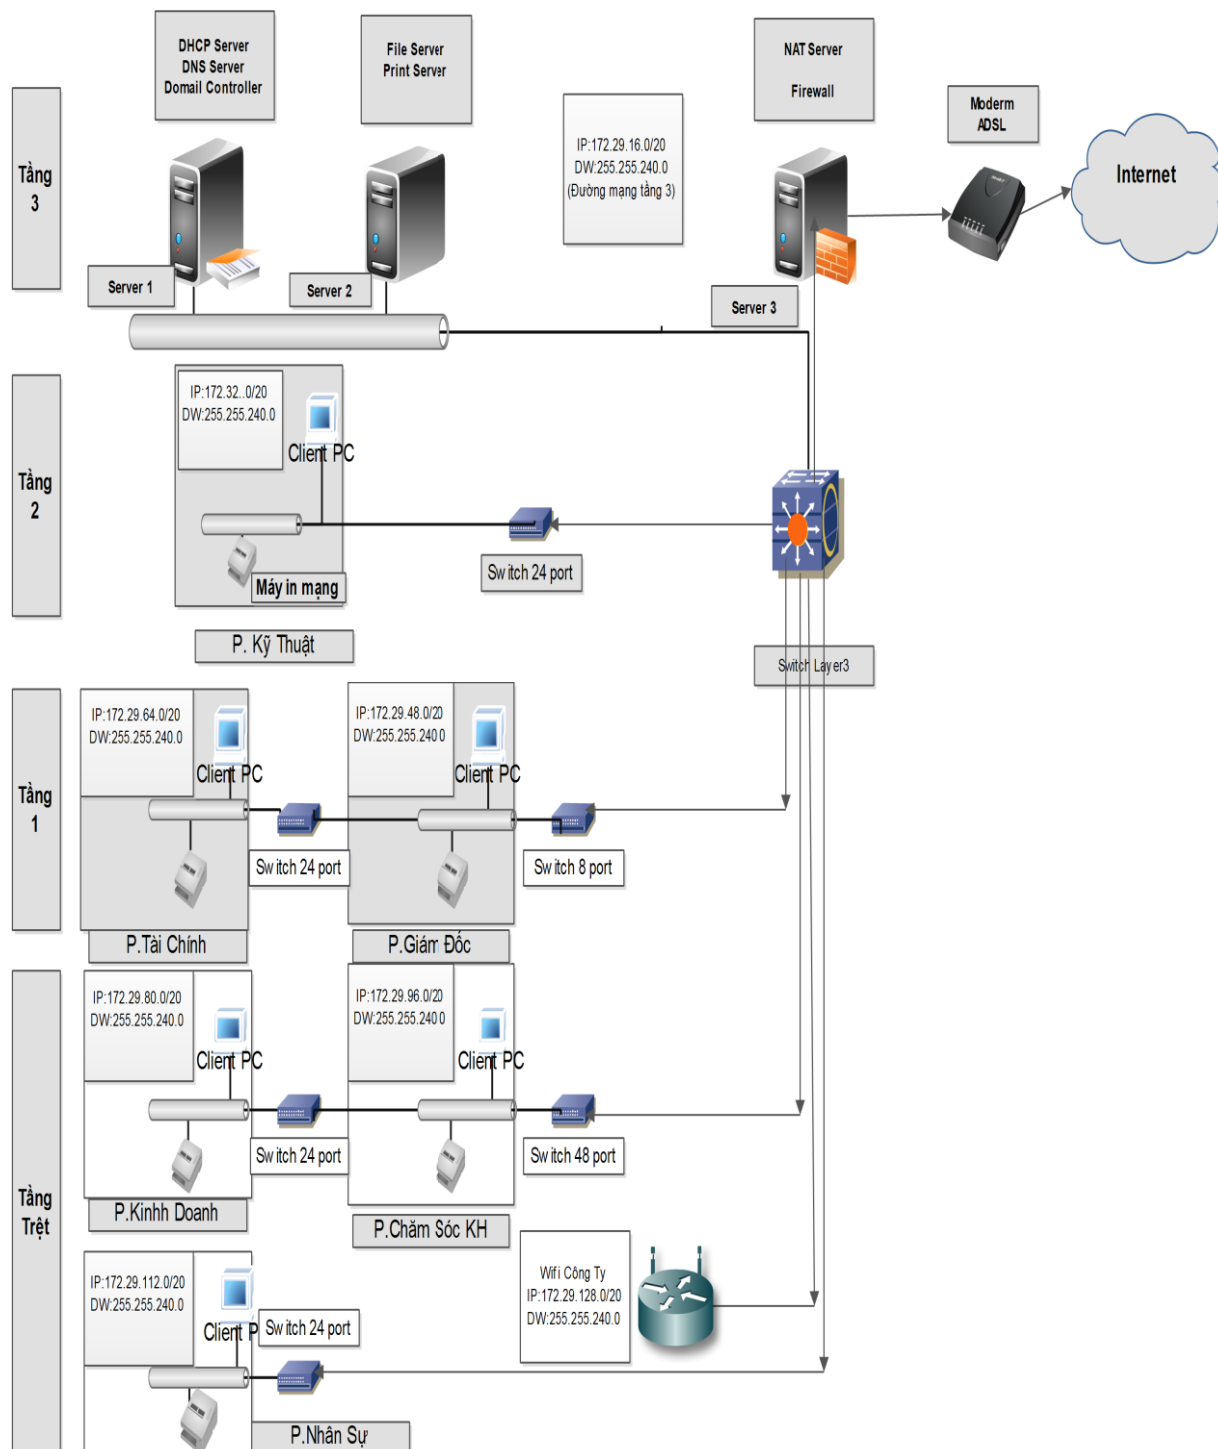 DHCP Server
DNS Server
Domail Controller
File Server
Print Server
NAT Server
Firewall
Moderm
ADSL
Internet
Tầng
3
IP:172.29.16.0/20
DW:255.255.240.0
(Đường mạng tầng 3)
Server 1
Server 2
Server 3
Tầng
2
IP:172.32..0/20
DW:255.255.240.0
Client PC
Máy in mạng
Switch 24 port
P. Kỹ Thuật
Switch Layer3
Tầng
1
IP:172.29.64.0/20
DW:255.255.240.0
Client PC
Switch 24 port
P.Tài Chính
IP:172.29.48.0/20
DW:255.255.240.0
Client PC
Switch 8 port
P.Giám Đốc
Tầng
Trệt
IP:172.29.80.0/20
DW:255.255.240.0
Client PC
Switch 24 port
P.Kinhh Doanh
IP:172.29.96.0/20
DW:255.255.240.0
Client PC
Switch 48 port
P.Chăm Sóc KH
IP:172.29.112.0/20
DW:255.255.240.0
Client P
Switch 24 port
P.Nhân Sự
Wifi Công Ty
IP:172.29.128.0/20
DW:255.255.240.0